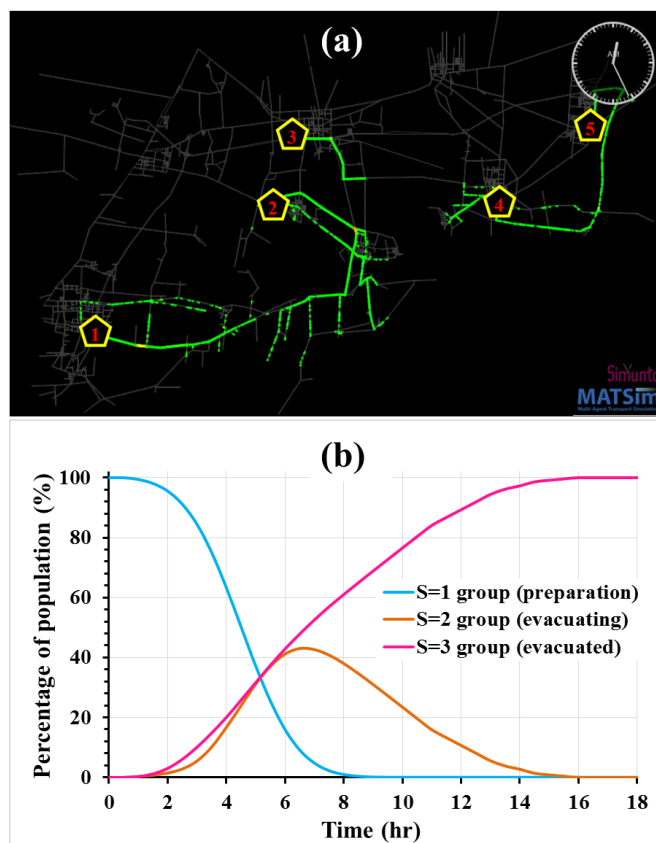 (a)
AM
3
5
2
4
1
Simunto
MATSim
Multi-Agent Transport Simulation
(b)
Percentage of population (%)
100
80
60
40
20
0
S=1 group (preparation)
S=2 group (evacuating)
S=3 group (evacuated)
0 2 4 6 8 10 12 14 16 18
Time (hr)